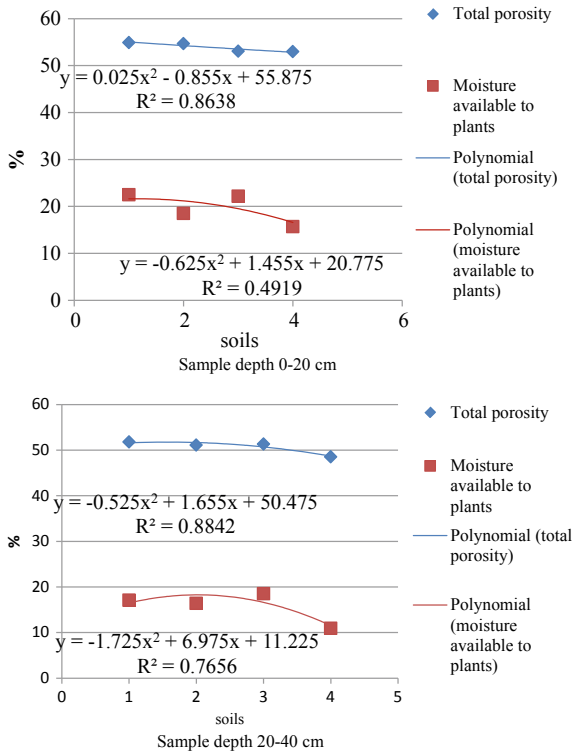 60
50
40
30
20
10
0
%
y = 0.025x² - 0.855x + 55.875
R² = 0.8638
y = -0.625x² + 1.455x + 20.775
R² = 0.4919
0 2 4 6
soils
Sample depth 0-20 cm
Total porosity
Moisture
available to
plants
Polynomial
(total porosity)
Polynomial
(moisture
available to
plants)
60
50
40
30
20
10
0
%
y = -0.525x² + 1.655x + 50.475
R² = 0.8842
y = -1.725x² + 6.975x + 11.225
R² = 0.7656
0 1 2 3 4 5
soils
Sample depth 20-40 cm
Total porosity
Moisture
available to
plants
Polynomial (total
porosity)
Polynomial
(moisture
available to
plants)